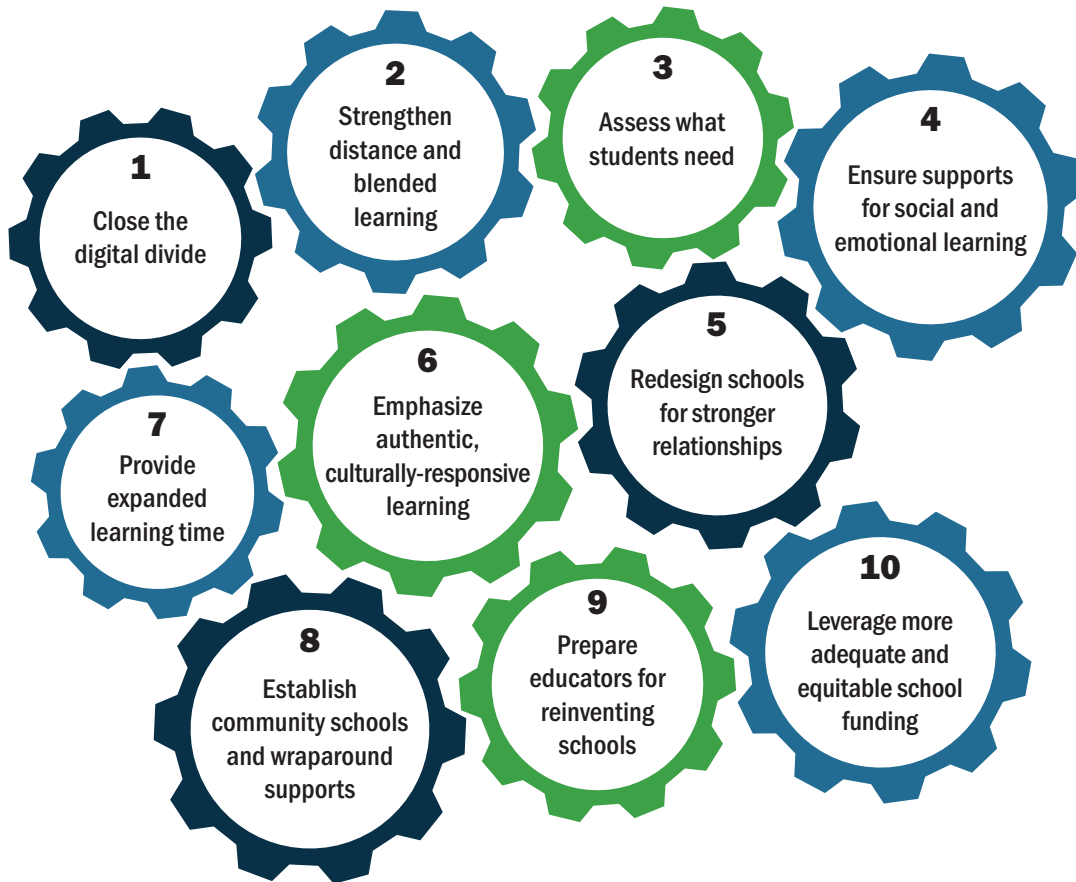 1
Close the
digital divide
2
Strengthen
distance and
blended
learning
3
Assess what
students need
4
Ensure supports
for social and
emotional learning
5
Redesign schools
for stronger
relationships
6
Emphasize
authentic,
culturally-responsive
learning
7
Provide
expanded
learning time
8
Establish
community schools
and wraparound
supports
9
Prepare
educators for
reinventing
schools
10
Leverage more
adequate and
equitable school
funding